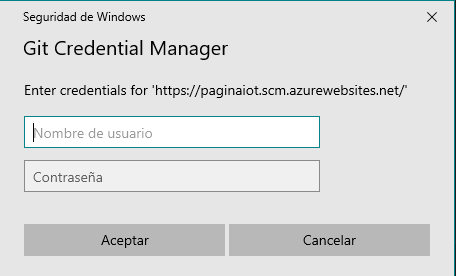 Seguridad de Windows
Git Credential Manager
Enter credentials for 'https://paginaiot.scm.azurewebsites.net/'
Nombre de usuario
Contraseña
Aceptar
Cancelar